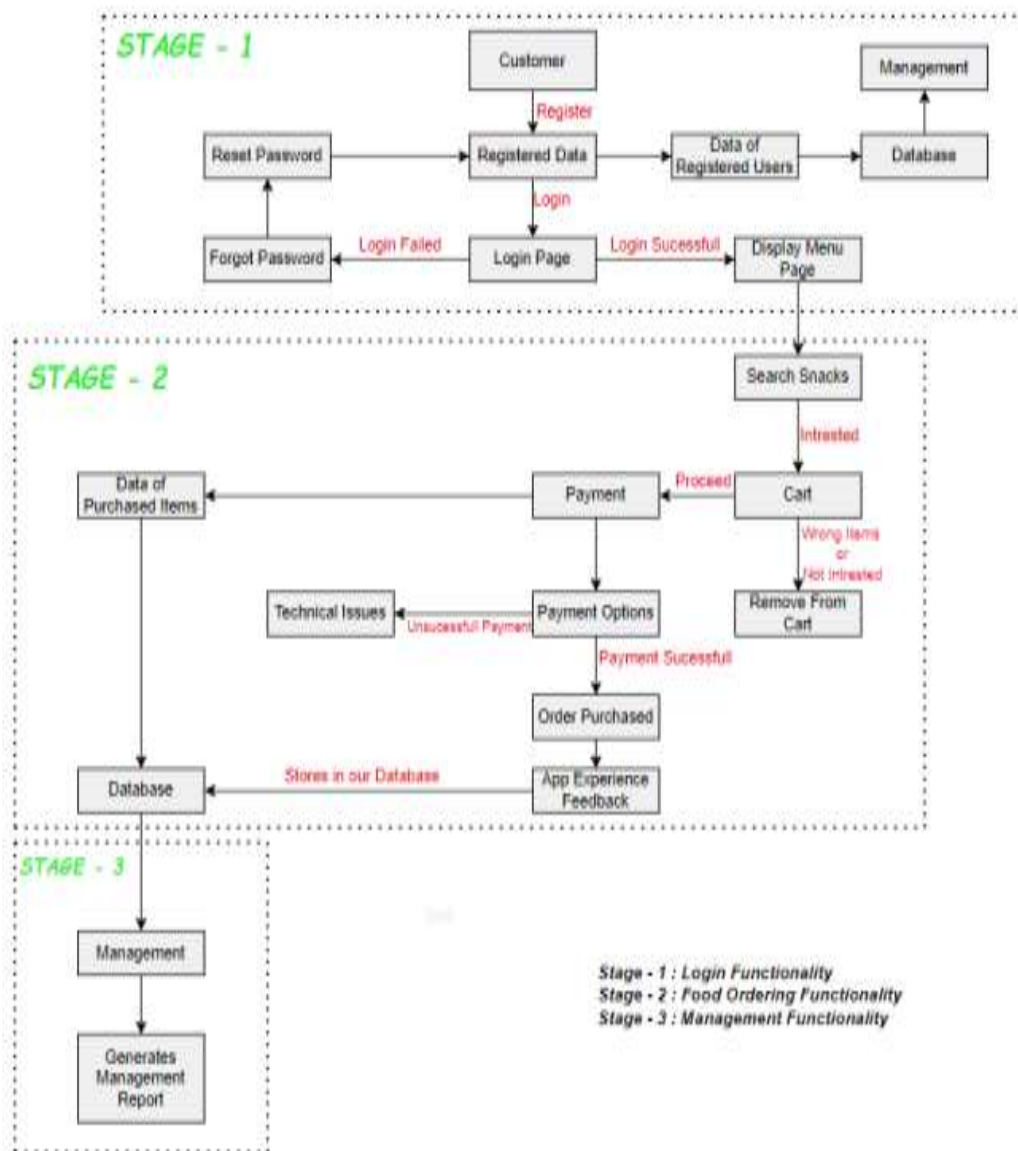 STAGE - 1
Customer
Management
Register
Reset Password
Registered Data
Data of
Registered Users
Database
Login
Forgot Password
Login Failed
Login Page
Login Sucessfull
Display Menu
Page
STAGE - 2
Search Snacks
Intrested
Data of
Purchased Items
Payment
Proceed
Cart
Wrong Items
or
Not Intrested
Technical Issues
Unsucessfull Payment
Payment Options
Remove From
Cart
Payment Sucessfull
Order Purchased
Database
Stores in our Database
App Experience
Feedback
STAGE - 3
Management
Generates
Management
Report
Stage - 1 : Login Functionality
Stage - 2 : Food Ordering Functionality
Stage - 3 : Management Functionality